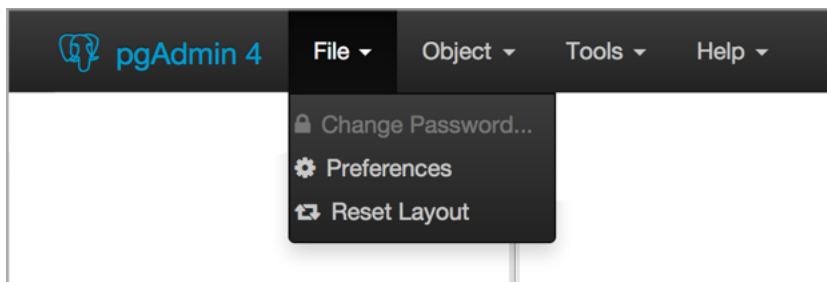 pgAdmin 4 File Object Tools Help
Change Password...
Preferences
Reset Layout